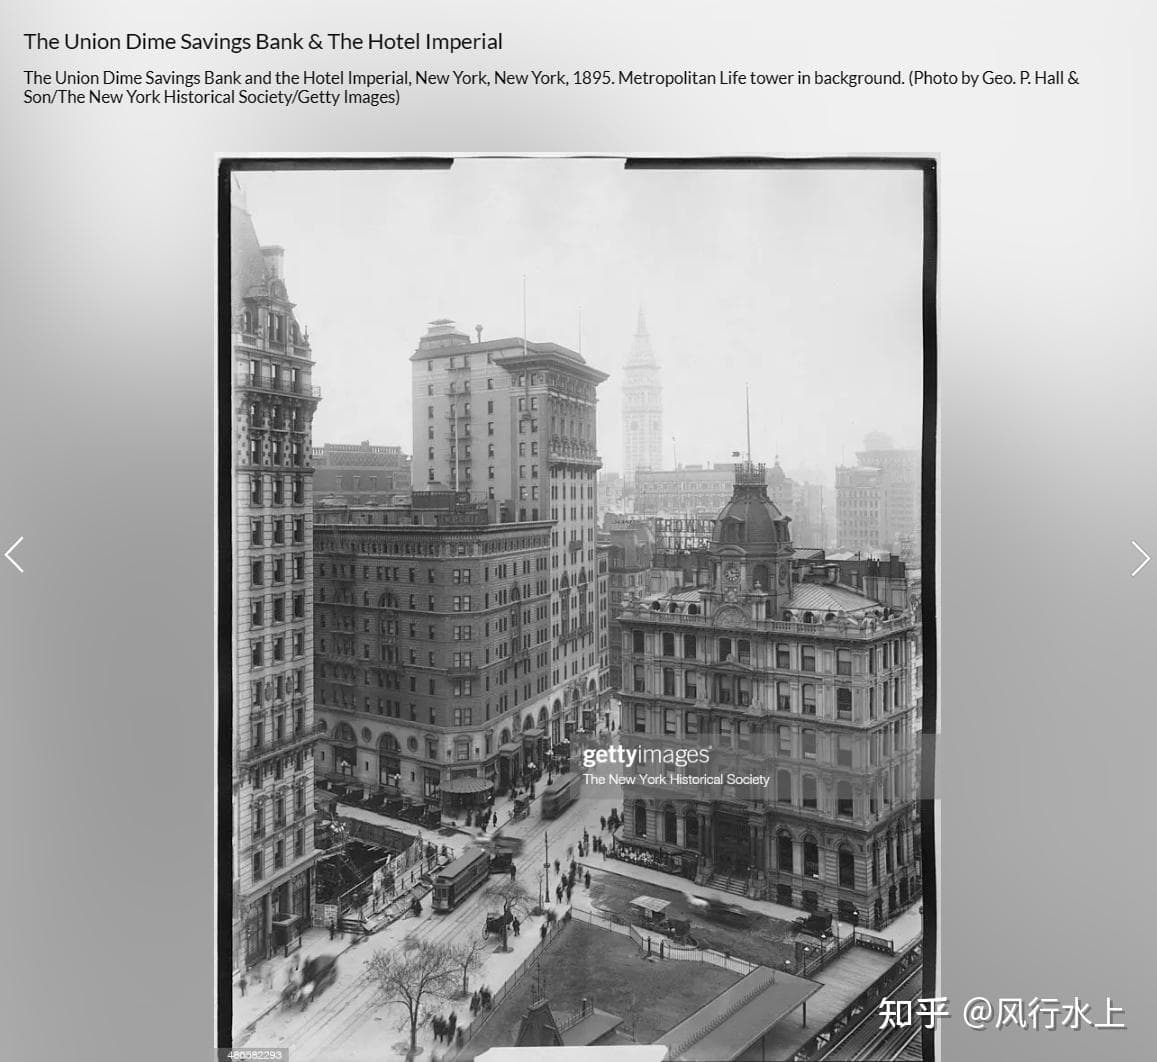 The Union Dime Savings Bank & The Hotel Imperial
The Union Dime Savings Bank and the Hotel Imperial, New York, New York, 1895. Metropolitan Life tower in background. (Photo by Geo. P. Hall &
Son/The New York Historical Society/Getty Images)
gettyimages®
The New York Historical Society
480582293
知乎 @风行水上